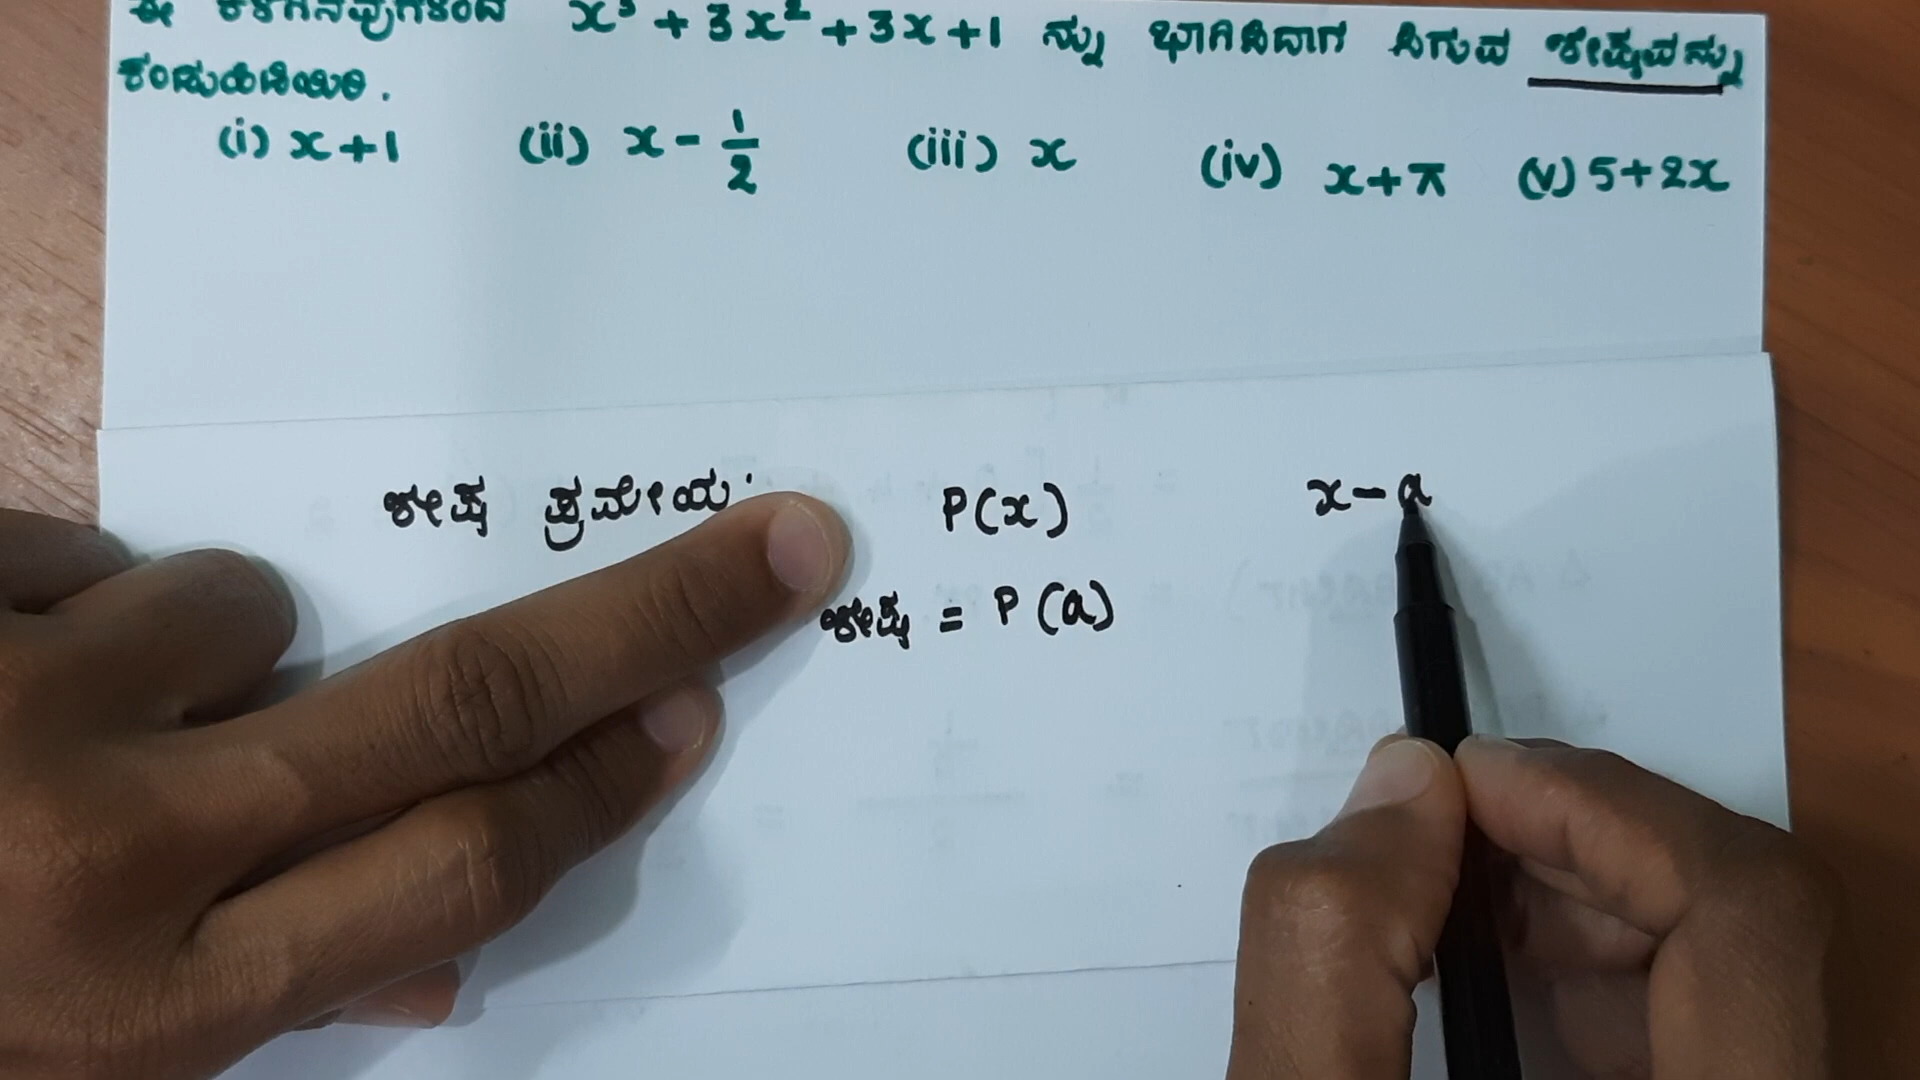 ಈ ಕೆಳಗಿನವುಗಳಿಂದ x³ + 3x² + 3x + 1 ನ್ನು ಭಾಗಿಸಿದಾಗ ಸಿಗುವ ಶೇಷವನ್ನು
ಕಂಡುಹಿಡಿಯಿರಿ.
(i) x + 1 (ii) x - 1/2 (iii) x (iv) x + π (v) 5 + 2x
ಶೇಷ ಪ್ರಮೇಯ: P(x) x - a
ಶೇಷ = P(a)